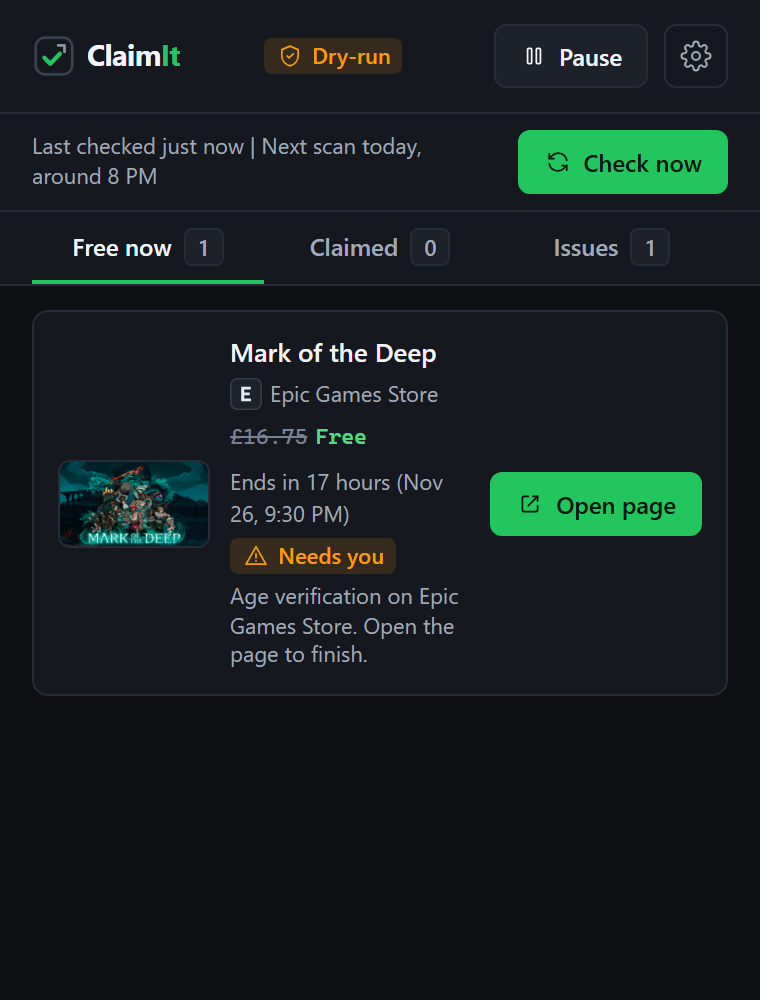 ClaimIt
Dry-run
Pause
Last checked just now | Next scan today,
around 8 PM
Check now
Free now 1
Claimed 0
Issues 1
Mark of the Deep
E Epic Games Store
£16.75 Free
Ends in 17 hours (Nov
26, 9:30 PM)
MARK OF THE DEEP
Open page
Needs you
Age verification on Epic
Games Store. Open the
page to finish.